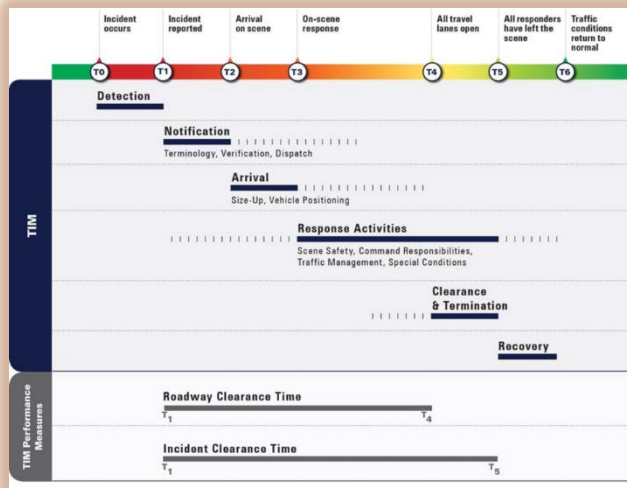 Incident
occurs
Incident
reported
Arrival
on scene
On-scene
response
All travel
lanes open
All responders
have left the
scene
Traffic
conditions
return to
normal
T0
T1
T2
T3
T4
T5
T6
TIM
Detection
Notification
Terminology, Verification, Dispatch
Arrival
Size-Up, Vehicle Positioning
Response Activities
Scene Safety, Command Responsibilities,
Traffic Management, Special Conditions
Clearance
& Termination
Recovery
TIM Performance
Measures
Roadway Clearance Time
T1
T4
Incident Clearance Time
T1
T5